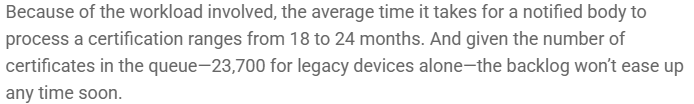 Because of the workload involved, the average time it takes for a notified body to
process a certification ranges from 18 to 24 months. And given the number of
certificates in the queue—23,700 for legacy devices alone—the backlog won't ease up
any time soon.